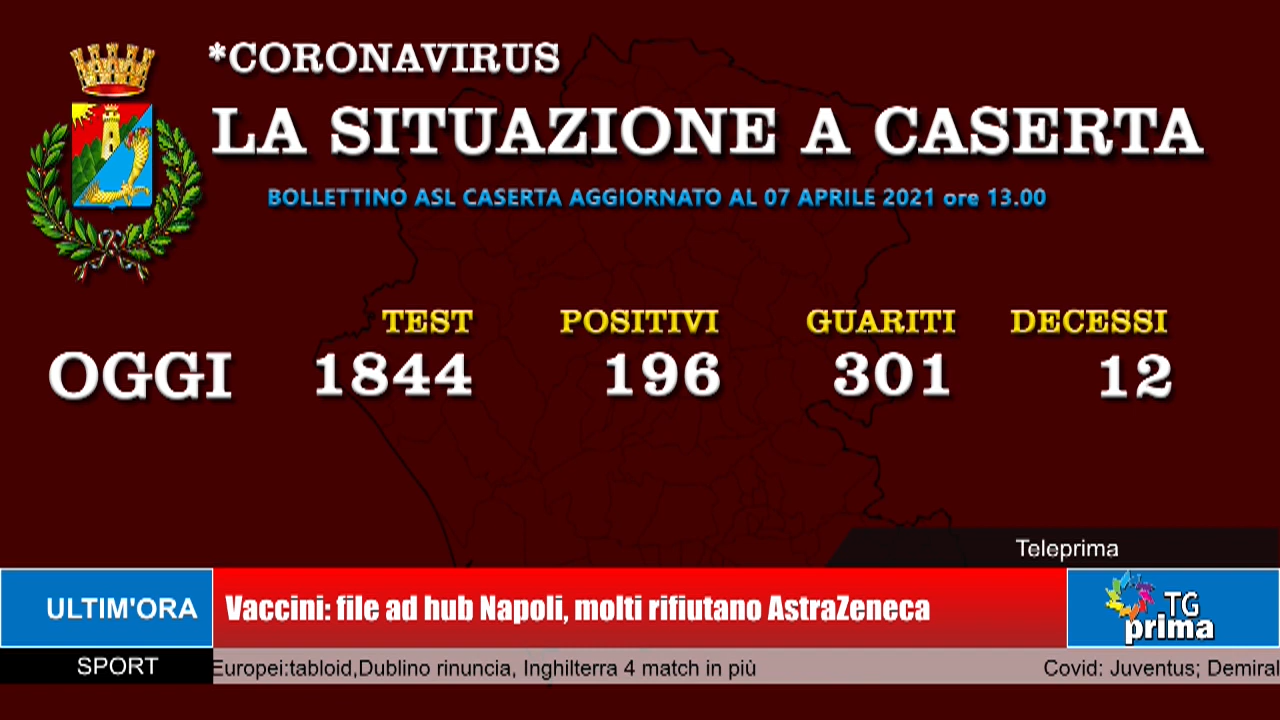 *CORONAVIRUS
LA SITUAZIONE A CASERTA
BOLLETTINO ASL CASERTA AGGIORNATO AL 07 APRILE 2021 ore 13.00
TEST POSITIVI GUARITI DECESSI
OGGI 1844 196 301 12
Teleprima
ULTIM'ORA Vaccini: file ad hub Napoli, molti rifiutano AstraZeneca
TG
prima
SPORT Europei:tabloid,Dublino rinuncia, Inghilterra 4 match in più Covid: Juventus; Demiral